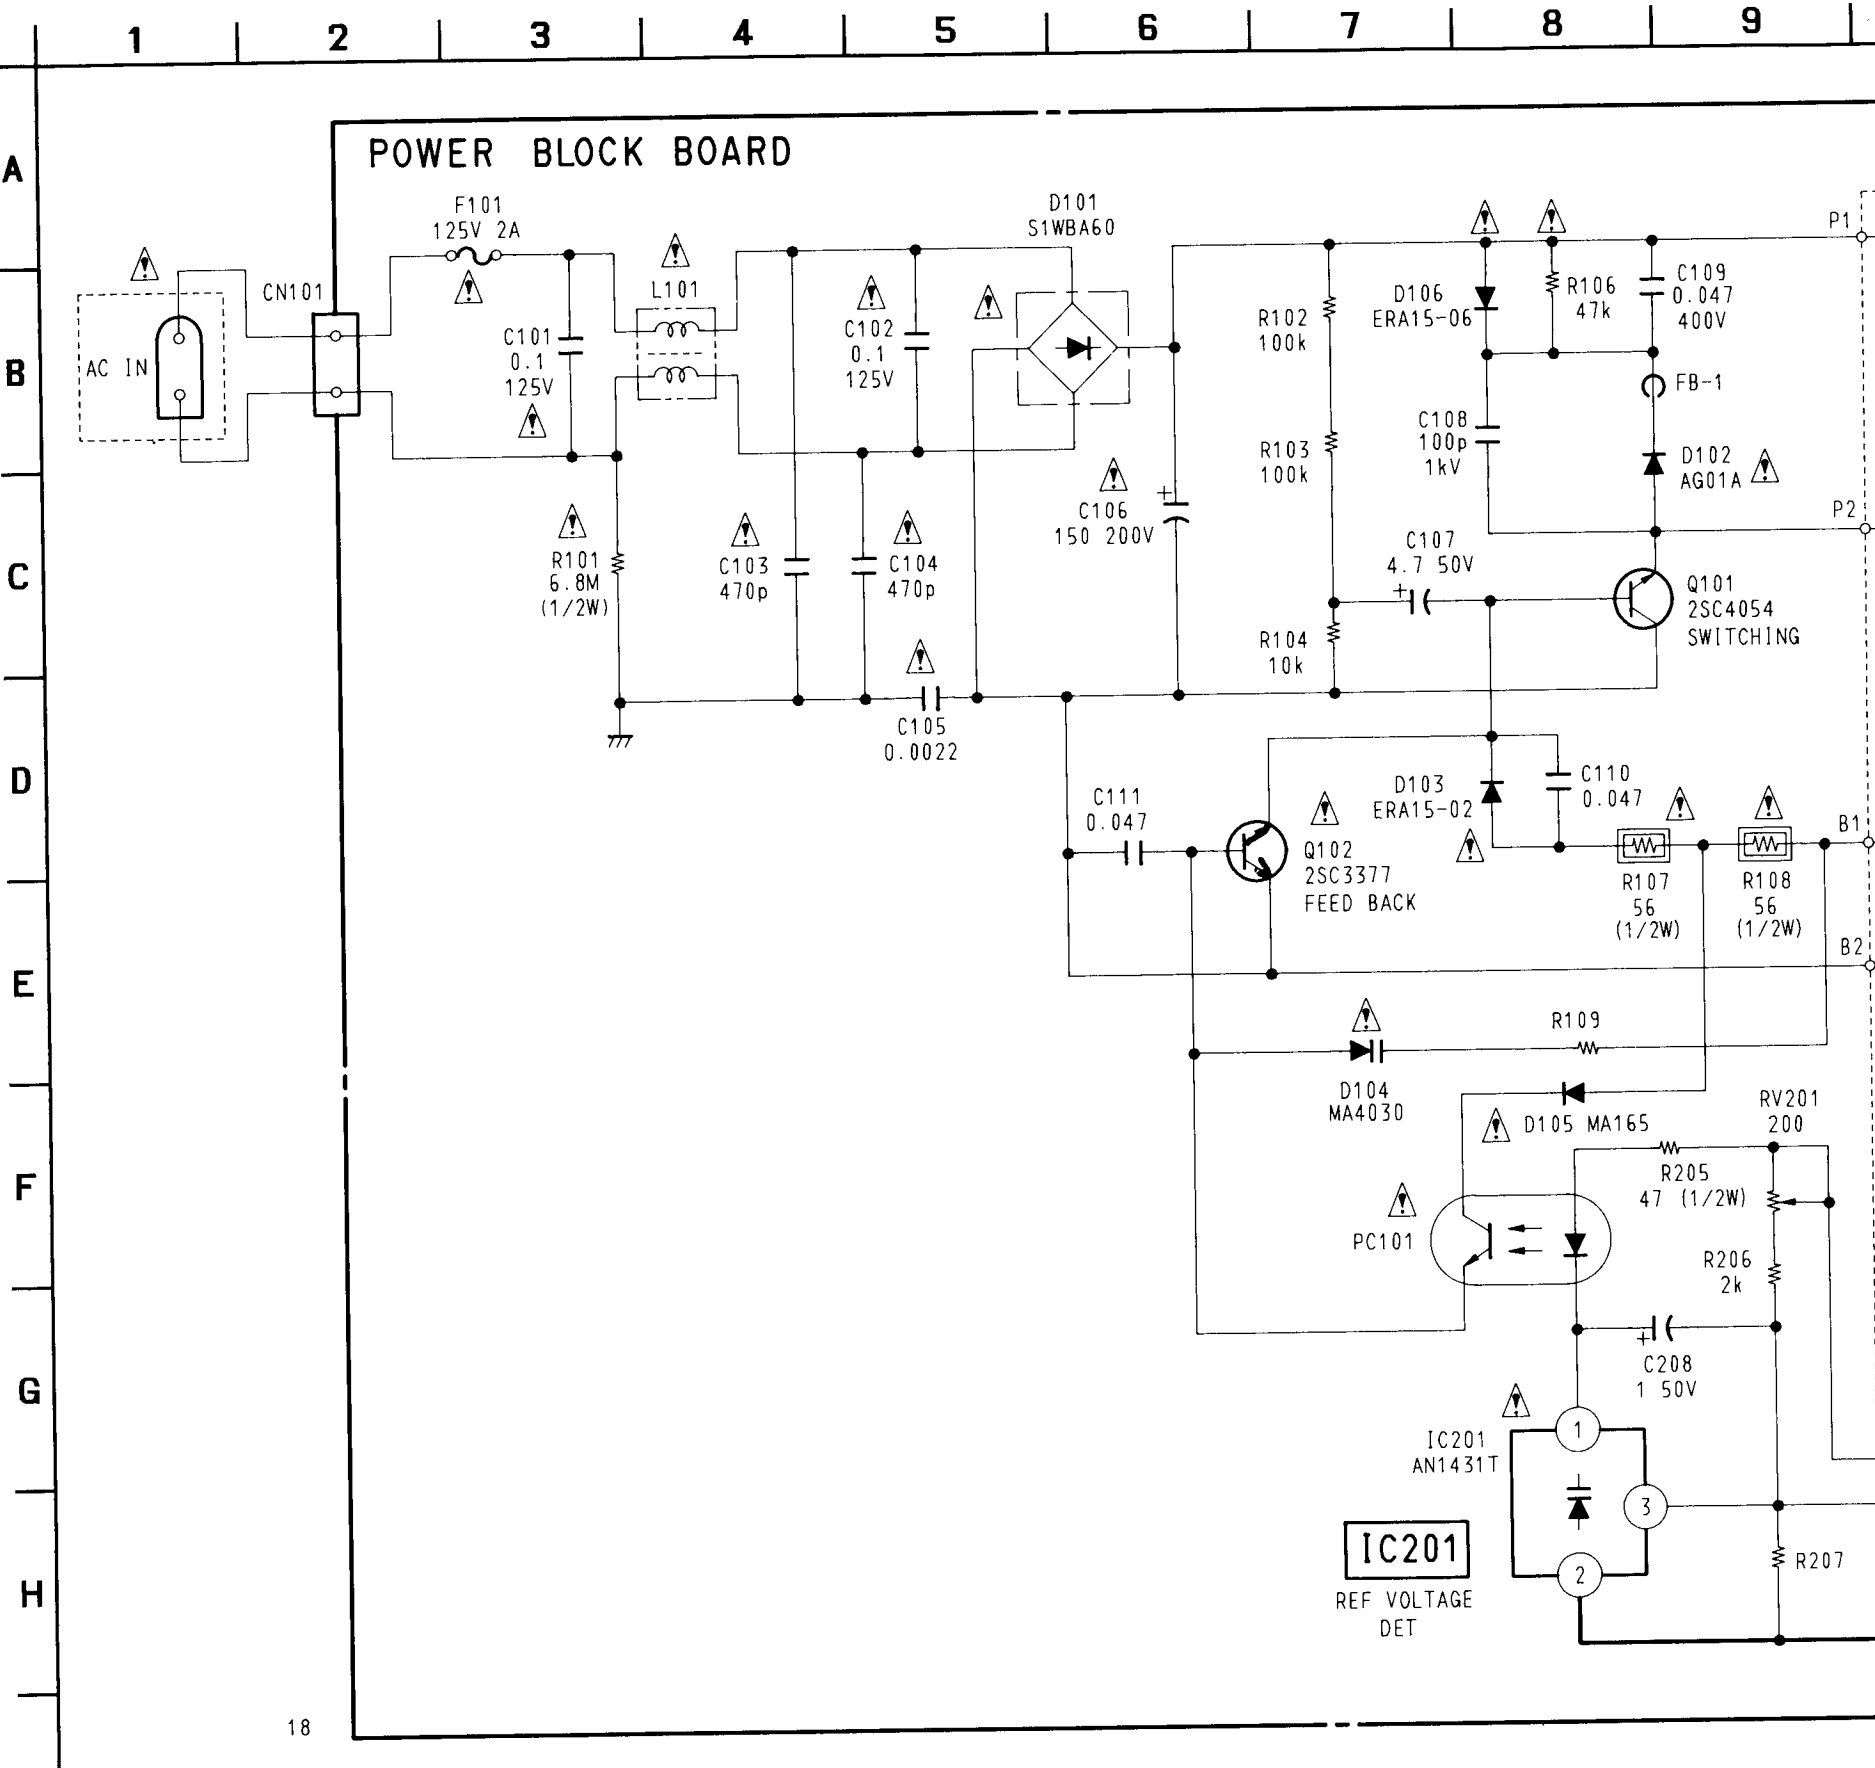 1 2 3 4 5 6 7 8 9
A
B
C
D
E
F
G
H
POWER BLOCK BOARD
AC IN
CN101
F101
125V 2A
C101
0.1
125V
L101
C102
0.1
125V
D101
S1WBA60
R101
6.8M
(1/2W)
C103
470p
C104
470p
C105
0.0022
C106
+
150 200V
R102
100k
R103
100k
R104
10k
D106
ERA15-06
R106
47k
C109
0.047
400V
FB-1
C108
100p
1kV
D102
AG01A
P1
P2
C107
4.7 50V
+
Q101
2SC4054
SWITCHING
C111
0.047
Q102
2SC3377
FEED BACK
D103
ERA15-02
C110
0.047
R107
56
(1/2W)
R108
56
(1/2W)
B1
B2
R109
D104
MA4030
D105 MA165
RV201
200
R205
47 (1/2W)
PC101
R206
2k
+
C208
1 50V
IC201
AN1431T
1
3
2
IC201
REF VOLTAGE
DET
R207
18